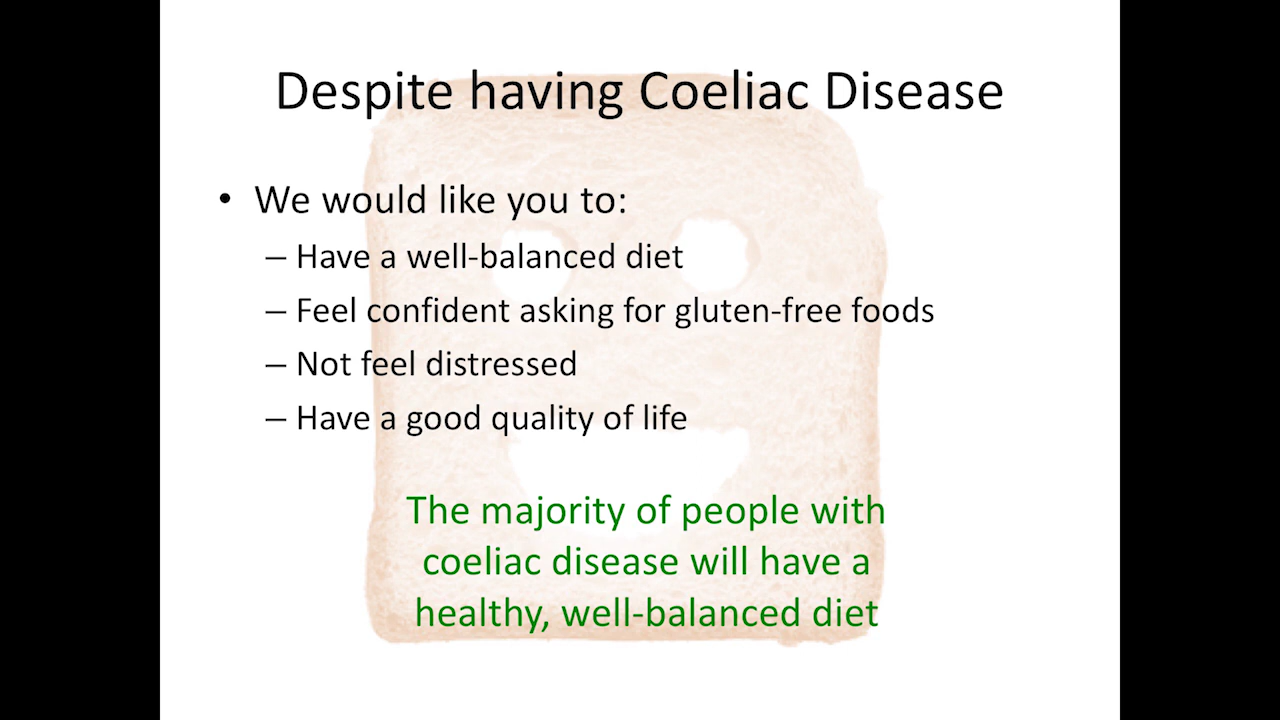 Despite having Coeliac Disease
• We would like you to:
– Have a well-balanced diet
– Feel confident asking for gluten-free foods
– Not feel distressed
– Have a good quality of life
The majority of people with
coeliac disease will have a
healthy, well-balanced diet